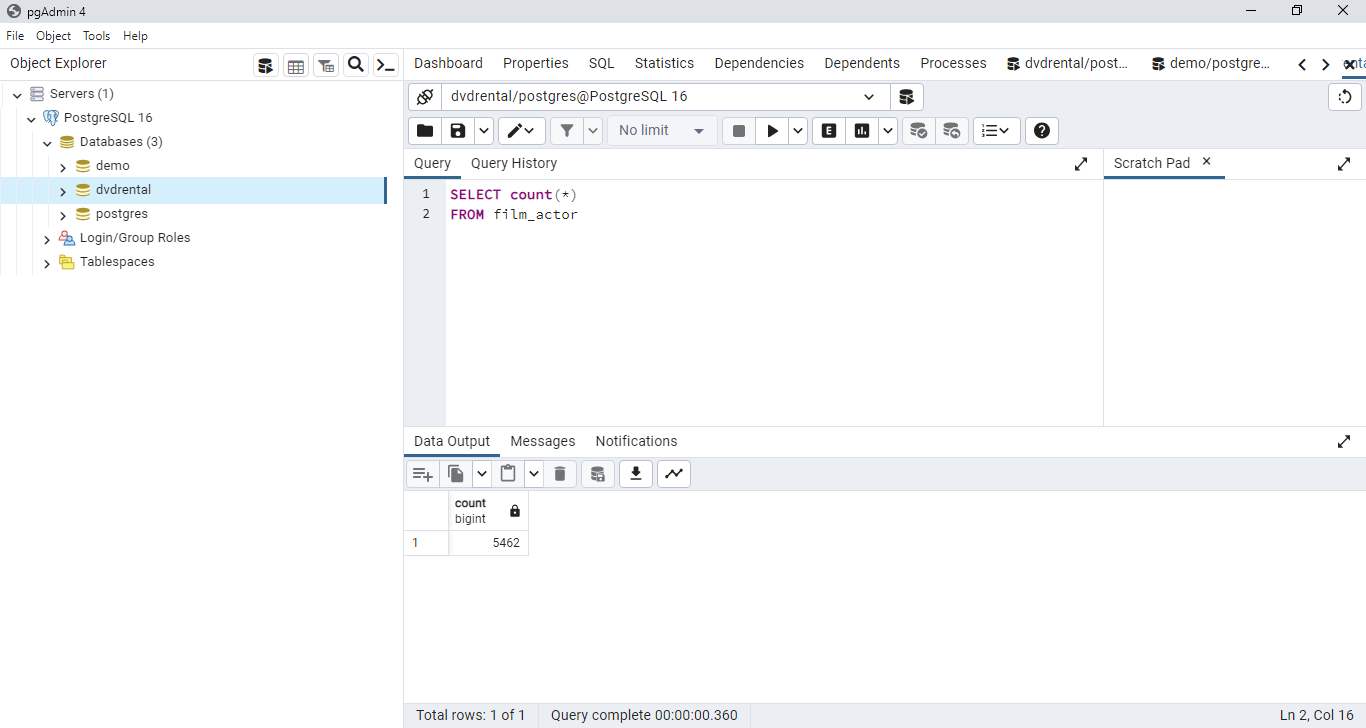 pgAdmin 4
File Object Tools Help
Object Explorer
Servers (1)
PostgreSQL 16
Databases (3)
demo
dvdrental
postgres
Login/Group Roles
Tablespaces
Dashboard Properties SQL Statistics Dependencies Dependents Processes dvdrental/post... demo/postgre...
dvdrental/postgres@PostgreSQL 16
No limit
E
Query Query History
Scratch Pad
1 SELECT count(*)
2 FROM film_actor
Data Output Messages Notifications
count
bigint
1 5462
Total rows: 1 of 1 Query complete 00:00:00.360 Ln 2, Col 16